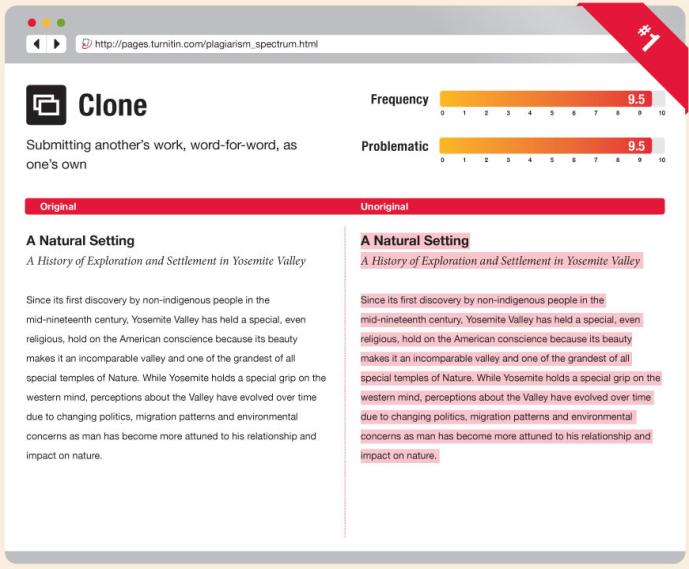 #1
http://pages.turnitin.com/plagiarism_spectrum.html
Clone
Submitting another's work, word-for-word, as
one's own
Frequency 9.5
0 1 2 3 4 5 6 7 8 9 10
Problematic 9.5
0 1 2 3 4 5 6 7 8 9 10
Original
Unoriginal
A Natural Setting
A History of Exploration and Settlement in Yosemite Valley
Since its first discovery by non-indigenous people in the
mid-nineteenth century, Yosemite Valley has held a special, even
religious, hold on the American conscience because its beauty
makes it an incomparable valley and one of the grandest of all
special temples of Nature. While Yosemite holds a special grip on the
western mind, perceptions about the Valley have evolved over time
due to changing politics, migration patterns and environmental
concerns as man has become more attuned to his relationship and
impact on nature.
A Natural Setting
A History of Exploration and Settlement in Yosemite Valley
Since its first discovery by non-indigenous people in the
mid-nineteenth century, Yosemite Valley has held a special, even
religious, hold on the American conscience because its beauty
makes it an incomparable valley and one of the grandest of all
special temples of Nature. While Yosemite holds a special grip on the
western mind, perceptions about the Valley have evolved over time
due to changing politics, migration patterns and environmental
concerns as man has become more attuned to his relationship and
impact on nature.